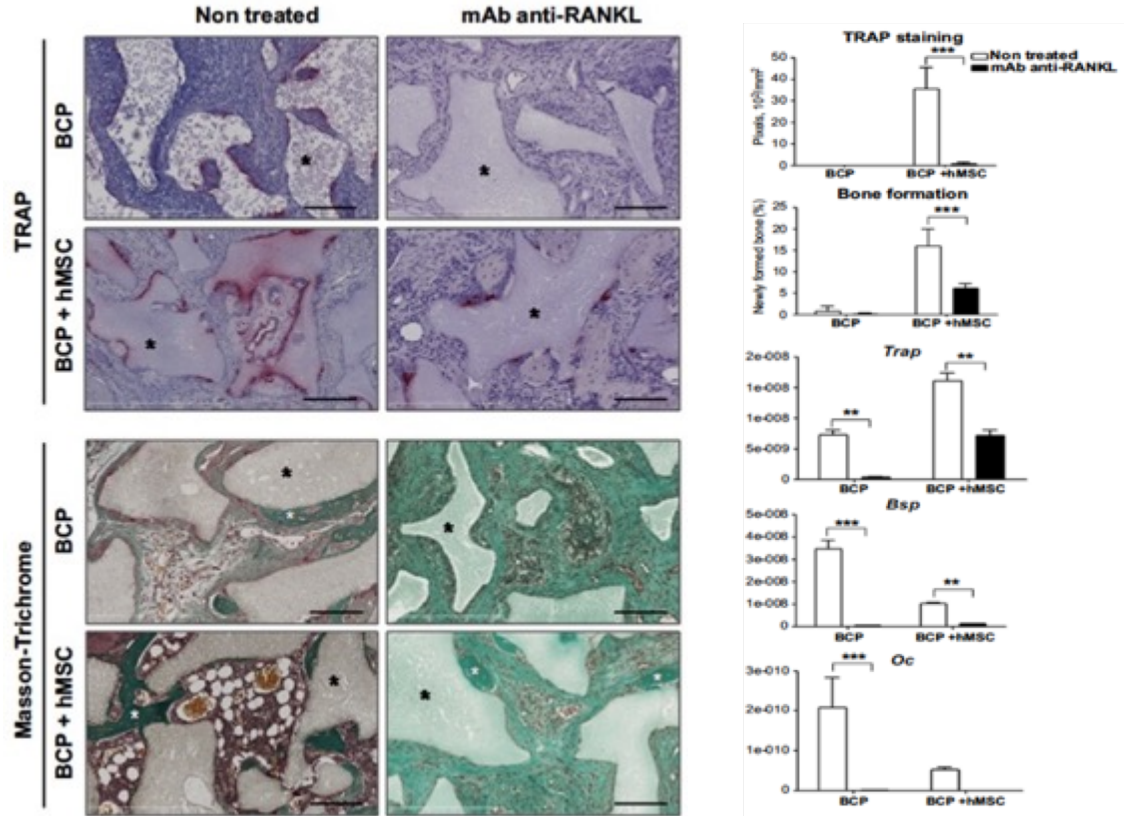 Non treated
mAb anti-RANKL
TRAP
BCP
BCP + hMSC
Masson-Trichrome
BCP
BCP + hMSC
*
*
*
*
*
*
*
*
*
*
*
*
TRAP staining
Non treated
mAb anti-RANKL
***
Pixels, 10²/mm²
50
40
30
20
10
0
BCP
BCP +hMSC
Bone formation
***
Newly formed bone (%)
25
20
15
10
5
0
BCP
BCP +hMSC
Trap
**
**
2e-008
1e-008
1e-008
5e-009
0
BCP
BCP +hMSC
Bsp
***
**
4e-008
3e-008
3e-008
2e-008
1e-008
0
BCP
BCP +hMSC
Oc
***
3e-010
2e-010
1e-010
0
BCP
BCP +hMSC